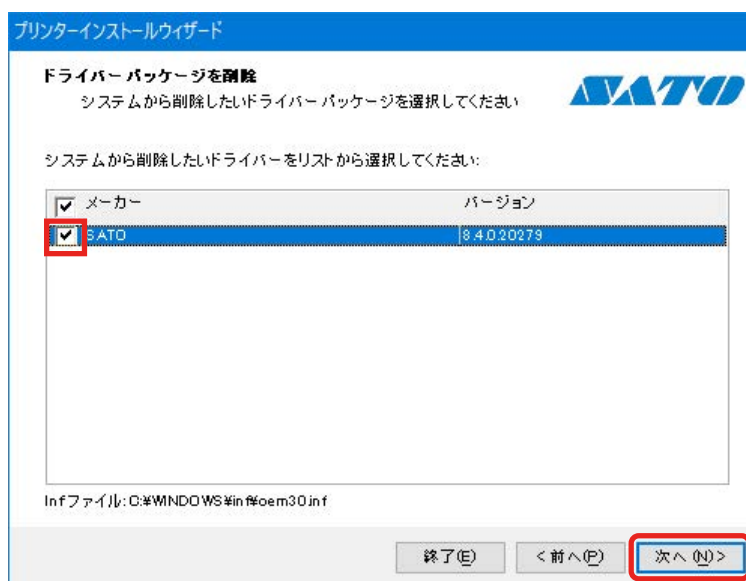 プリンターインストールウィザード
ドライバー パッケージを削除
システムから削除したいドライバー パッケージを選択してください
SATO
システムから削除したいドライバーをリストから選択してください:
メーカー バージョン
SATO 8.4.0.20279
Infファイル: C:¥WINDOWS¥inf¥oem30.inf
終了(E) <前へ(P) 次へ(N)>